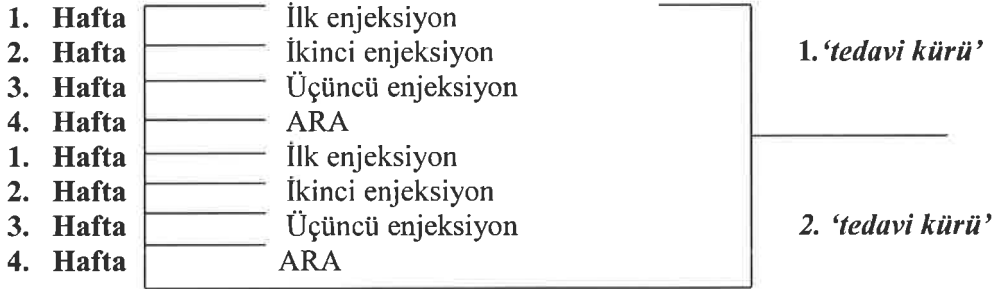 1. Hafta İlk enjeksiyon
2. Hafta İkinci enjeksiyon 1. ‘tedavi kürü’
3. Hafta Üçüncü enjeksiyon
4. Hafta ARA
1. Hafta İlk enjeksiyon
2. Hafta İkinci enjeksiyon
3. Hafta Üçüncü enjeksiyon 2. ‘tedavi kürü’
4. Hafta ARA